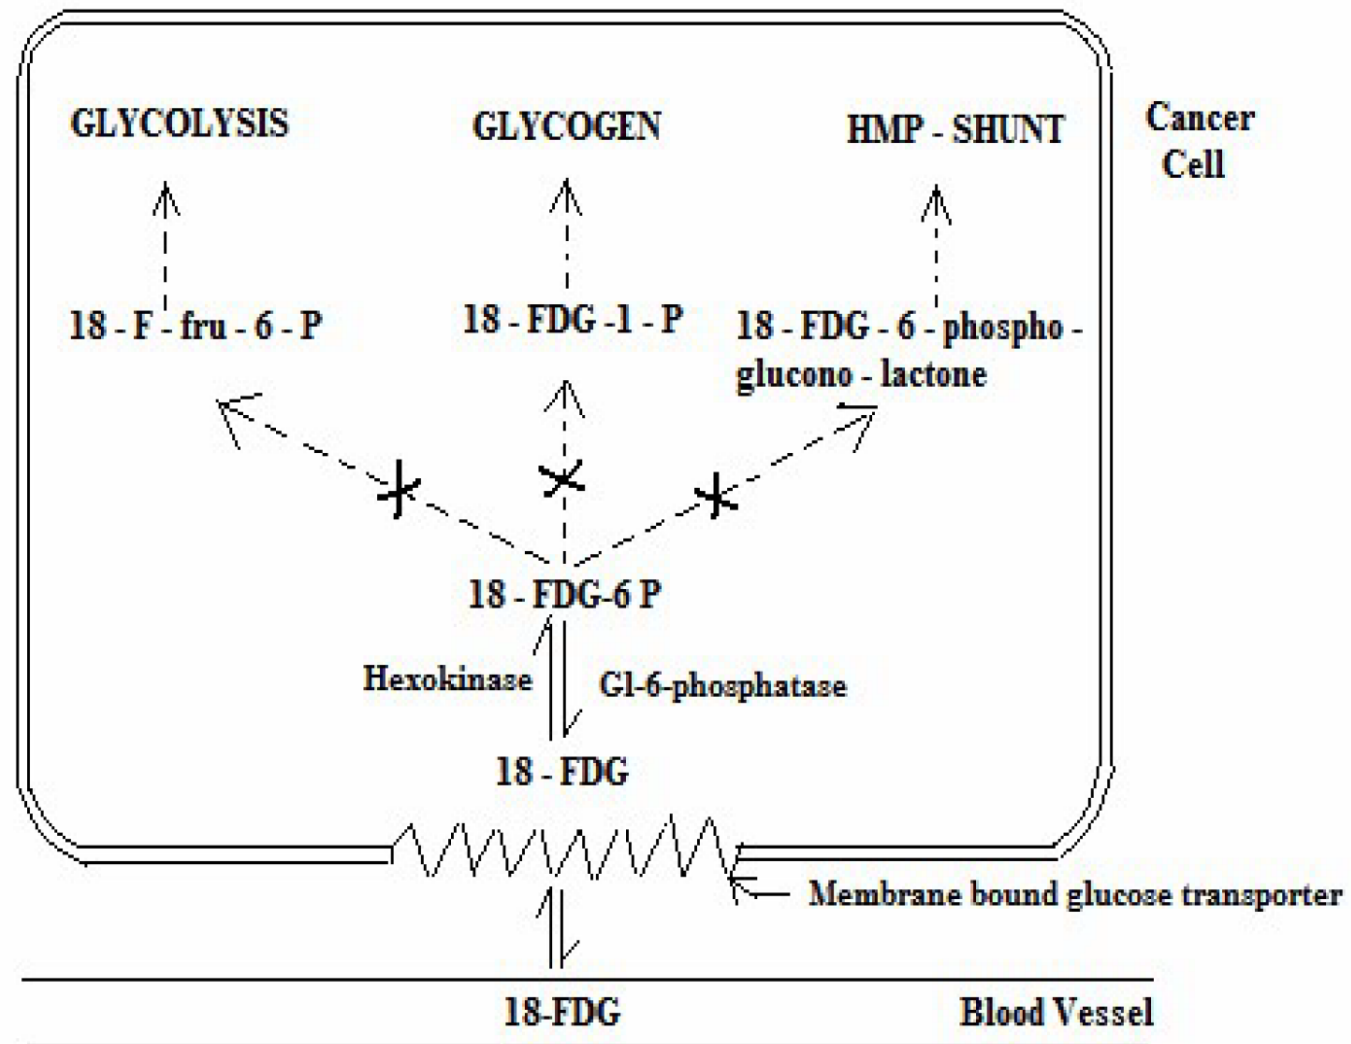 GLYCOLYSIS
GLYCOGEN
HMP - SHUNT
Cancer
Cell
18 - F - fru - 6 - P
18 - FDG -1 - P
18 - FDG - 6 - phospho -
glucono - lactone
18 - FDG-6 P
Hexokinase
Gl-6-phosphatase
18 - FDG
Membrane bound glucose transporter
18-FDG
Blood Vessel